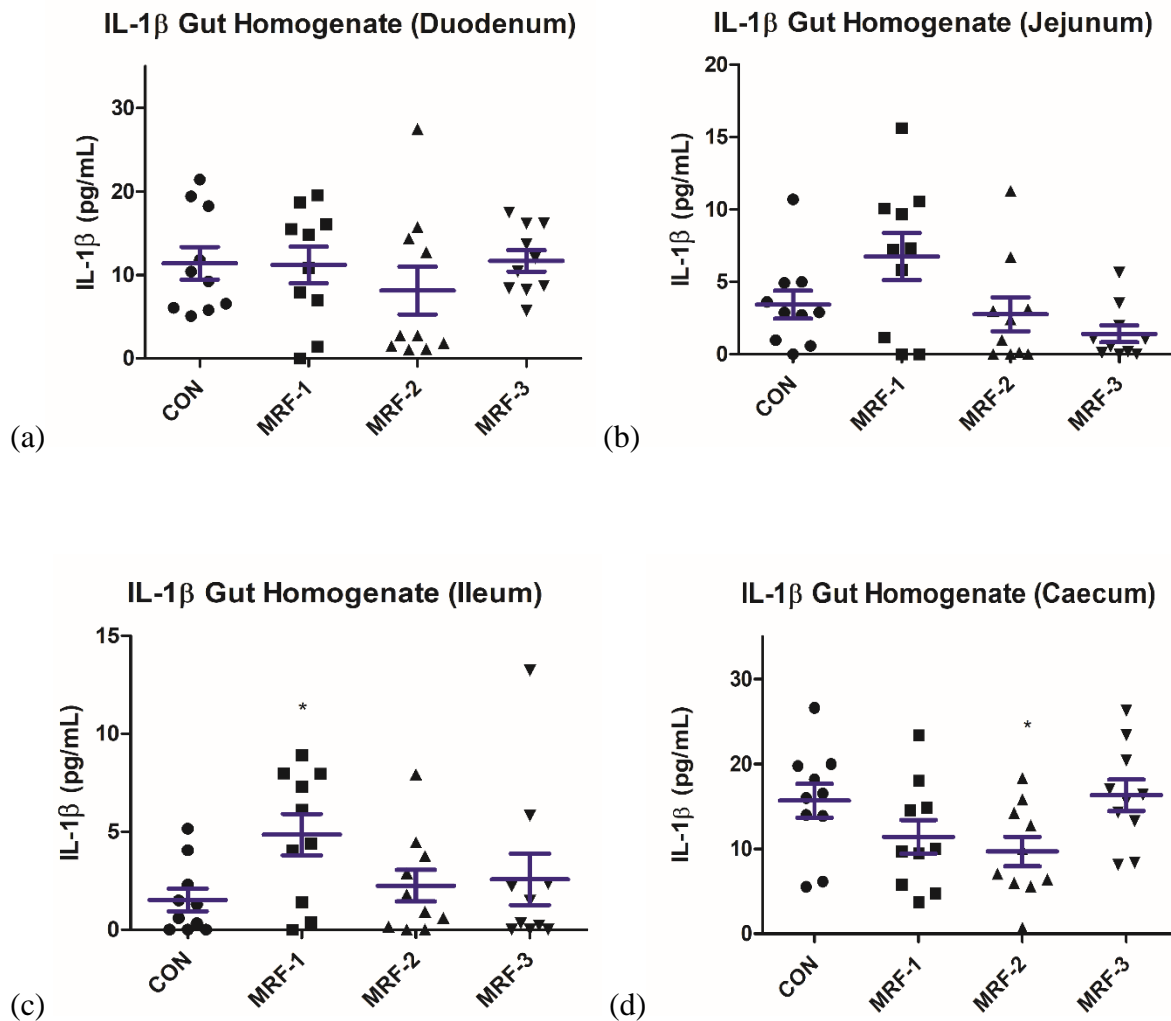 IL-1β Gut Homogenate (Duodenum)
IL-1β (pg/mL)
30
20
10
0
CON
MRF-1
MRF-2
MRF-3
(a)
IL-1β Gut Homogenate (Jejunum)
IL-1β (pg/mL)
20
15
10
5
0
CON
MRF-1
MRF-2
MRF-3
(b)
IL-1β Gut Homogenate (Ileum)
IL-1β (pg/mL)
15
10
5
0
*
CON
MRF-1
MRF-2
MRF-3
(c)
IL-1β Gut Homogenate (Caecum)
IL-1β (pg/mL)
30
20
10
0
*
CON
MRF-1
MRF-2
MRF-3
(d)